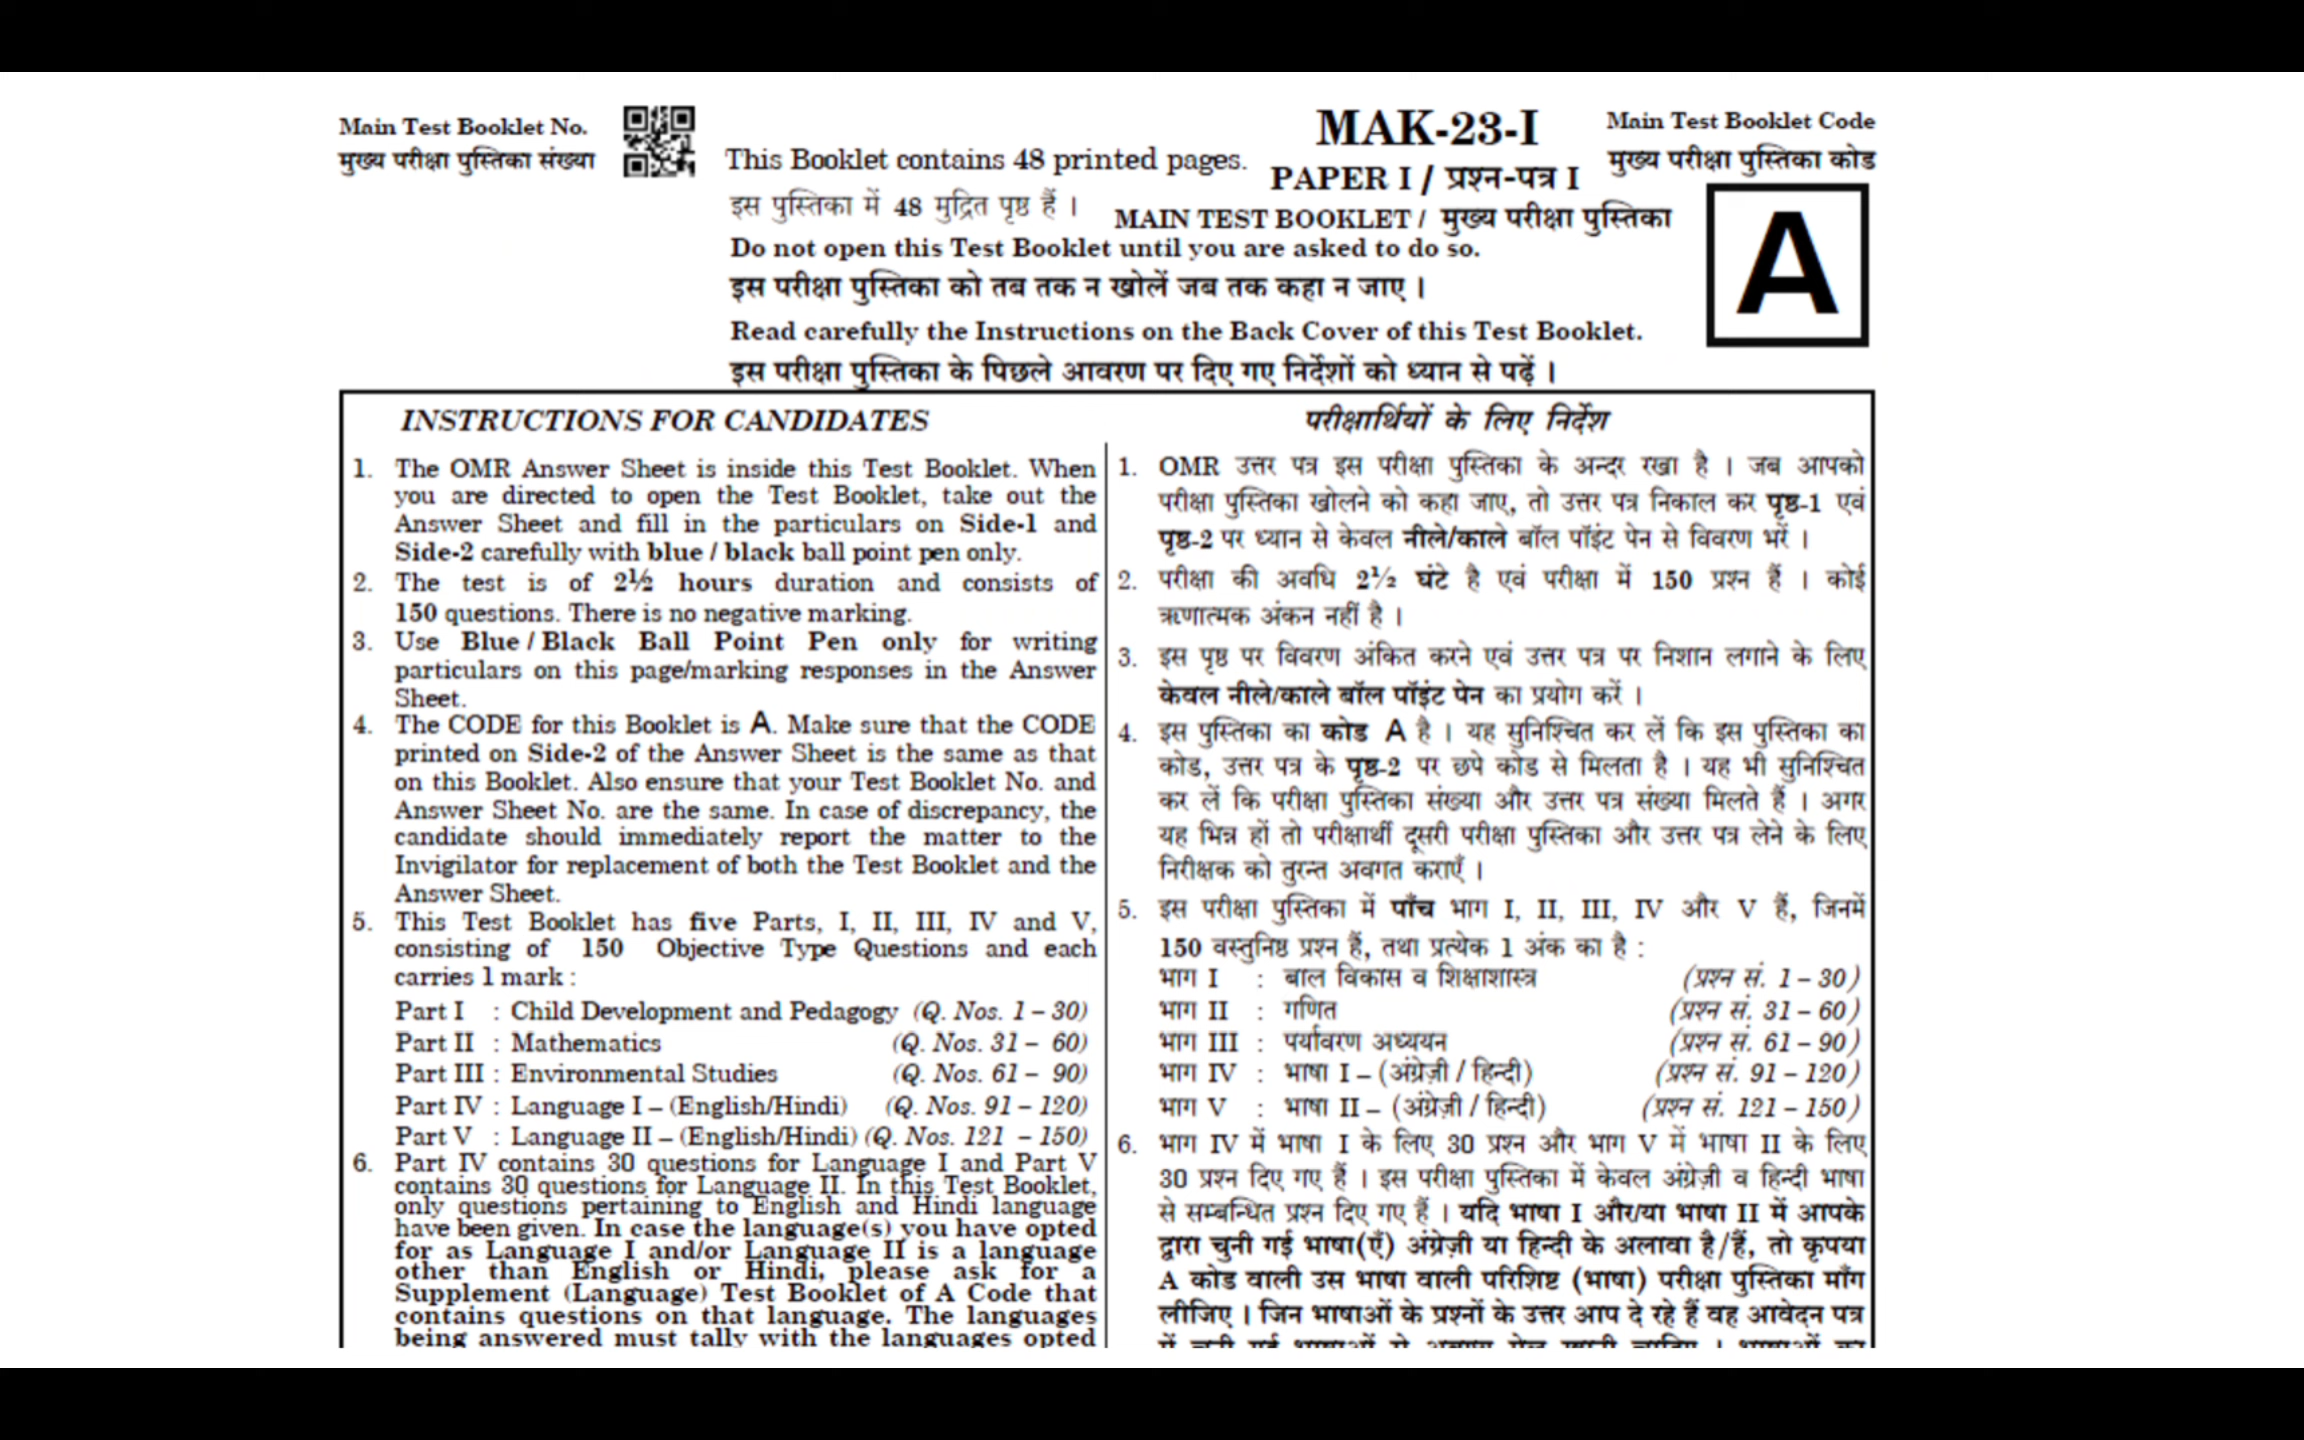 Main Test Booklet No.
मुख्य परीक्षा पुस्तिका संख्या
This Booklet contains 48 printed pages.
इस पुस्तिका में 48 मुद्रित पृष्ठ हैं ।
MAK-23-I
PAPER I / प्रश्न-पत्र I
MAIN TEST BOOKLET / मुख्य परीक्षा पुस्तिका
Main Test Booklet Code
मुख्य परीक्षा पुस्तिका कोड
A
Do not open this Test Booklet until you are asked to do so.
इस परीक्षा पुस्तिका को तब तक न खोलें जब तक कहा न जाए ।
Read carefully the Instructions on the Back Cover of this Test Booklet.
इस परीक्षा पुस्तिका के पिछले आवरण पर दिए गए निर्देशों को ध्यान से पढ़ें ।
INSTRUCTIONS FOR CANDIDATES
1. The OMR Answer Sheet is inside this Test Booklet. When
you are directed to open the Test Booklet, take out the
Answer Sheet and fill in the particulars on Side-1 and
Side-2 carefully with blue / black ball point pen only.
2. The test is of 2½ hours duration and consists of
150 questions. There is no negative marking.
3. Use Blue / Black Ball Point Pen only for writing
particulars on this page/marking responses in the Answer
Sheet.
4. The CODE for this Booklet is A. Make sure that the CODE
printed on Side-2 of the Answer Sheet is the same as that
on this Booklet. Also ensure that your Test Booklet No. and
Answer Sheet No. are the same. In case of discrepancy, the
candidate should immediately report the matter to the
Invigilator for replacement of both the Test Booklet and the
Answer Sheet.
5. This Test Booklet has five Parts, I, II, III, IV and V,
consisting of 150 Objective Type Questions and each
carries 1 mark :
Part I : Child Development and Pedagogy (Q. Nos. 1 – 30)
Part II : Mathematics (Q. Nos. 31 – 60)
Part III : Environmental Studies (Q. Nos. 61 – 90)
Part IV : Language I – (English/Hindi) (Q. Nos. 91 – 120)
Part V : Language II – (English/Hindi) (Q. Nos. 121 – 150)
6. Part IV contains 30 questions for Language I and Part V
contains 30 questions for Language II. In this Test Booklet,
only questions pertaining to English and Hindi language
have been given. In case the language(s) you have opted
for as Language I and/or Language II is a language
other than English or Hindi, please ask for a
Supplement (Language) Test Booklet of A Code that
contains questions on that language. The languages
being answered must tally with the languages opted
परीक्षार्थियों के लिए निर्देश
1. OMR उत्तर पत्र इस परीक्षा पुस्तिका के अन्दर रखा है । जब आपको
परीक्षा पुस्तिका खोलने को कहा जाए, तो उत्तर पत्र निकाल कर पृष्ठ-1 एवं
पृष्ठ-2 पर ध्यान से केवल नीले/काले बॉल पॉइंट पेन से विवरण भरें ।
2. परीक्षा की अवधि 2½ घंटे है एवं परीक्षा में 150 प्रश्न हैं । कोई
ऋणात्मक अंकन नहीं है ।
3. इस पृष्ठ पर विवरण अंकित करने एवं उत्तर पत्र पर निशान लगाने के लिए
केवल नीले/काले बॉल पॉइंट पेन का प्रयोग करें ।
4. इस पुस्तिका का कोड A है । यह सुनिश्चित कर लें कि इस पुस्तिका का
कोड, उत्तर पत्र के पृष्ठ-2 पर छपे कोड से मिलता है । यह भी सुनिश्चित
कर लें कि परीक्षा पुस्तिका संख्या और उत्तर पत्र संख्या मिलते हैं । अगर
यह भिन्न हों तो परीक्षार्थी दूसरी परीक्षा पुस्तिका और उत्तर पत्र लेने के लिए
निरीक्षक को तुरन्त अवगत कराएँ ।
5. इस परीक्षा पुस्तिका में पाँच भाग I, II, III, IV और V हैं, जिनमें
150 वस्तुनिष्ठ प्रश्न हैं, तथा प्रत्येक 1 अंक का है :
भाग I : बाल विकास व शिक्षाशास्त्र (प्रश्न सं. 1 – 30)
भाग II : गणित (प्रश्न सं. 31 – 60)
भाग III : पर्यावरण अध्ययन (प्रश्न सं. 61 – 90)
भाग IV : भाषा I – (अंग्रेज़ी / हिन्दी) (प्रश्न सं. 91 – 120)
भाग V : भाषा II – (अंग्रेज़ी / हिन्दी) (प्रश्न सं. 121 – 150)
6. भाग IV में भाषा I के लिए 30 प्रश्न और भाग V में भाषा II के लिए
30 प्रश्न दिए गए हैं । इस परीक्षा पुस्तिका में केवल अंग्रेज़ी व हिन्दी भाषा
से सम्बन्धित प्रश्न दिए गए हैं । यदि भाषा I और/या भाषा II में आपके
द्वारा चुनी गई भाषा(एँ) अंग्रेज़ी या हिन्दी के अलावा है/हैं, तो कृपया
A कोड वाली उस भाषा वाली परिशिष्ट (भाषा) परीक्षा पुस्तिका माँग
लीजिए । जिन भाषाओं के प्रश्नों के उत्तर आप दे रहे हैं वह आवेदन पत्र